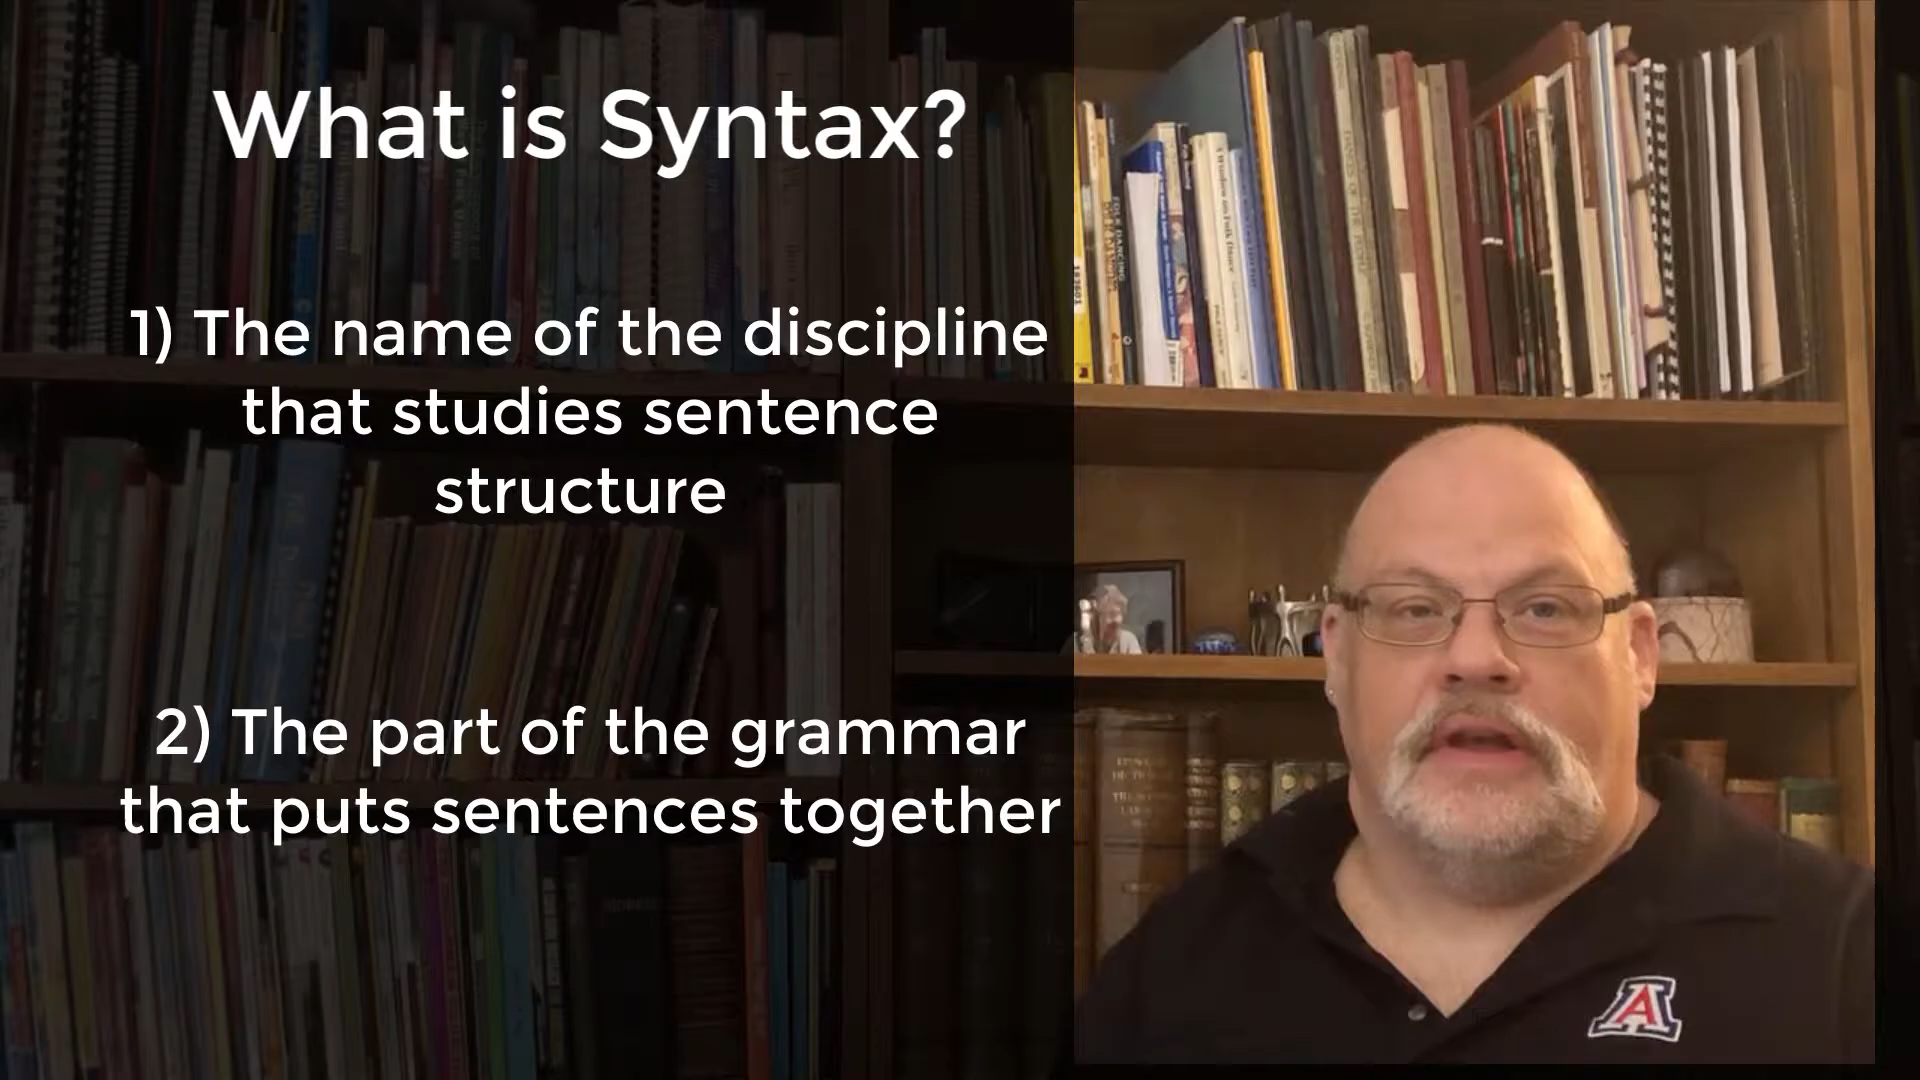 What is Syntax?
1) The name of the discipline
that studies sentence
structure
2) The part of the grammar
that puts sentences together
A